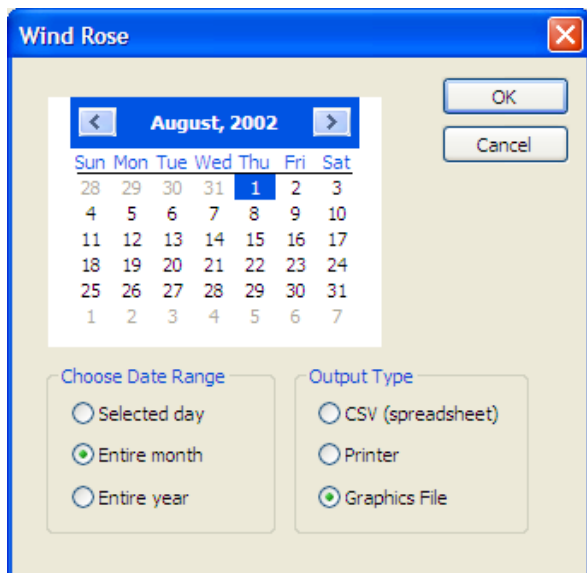 Wind Rose
OK
Cancel
August, 2002
Sun Mon Tue Wed Thu Fri Sat
28 29 30 31 1 2 3
4 5 6 7 8 9 10
11 12 13 14 15 16 17
18 19 20 21 22 23 24
25 26 27 28 29 30 31
1 2 3 4 5 6 7
Choose Date Range
Selected day
Entire month
Entire year
Output Type
CSV (spreadsheet)
Printer
Graphics File